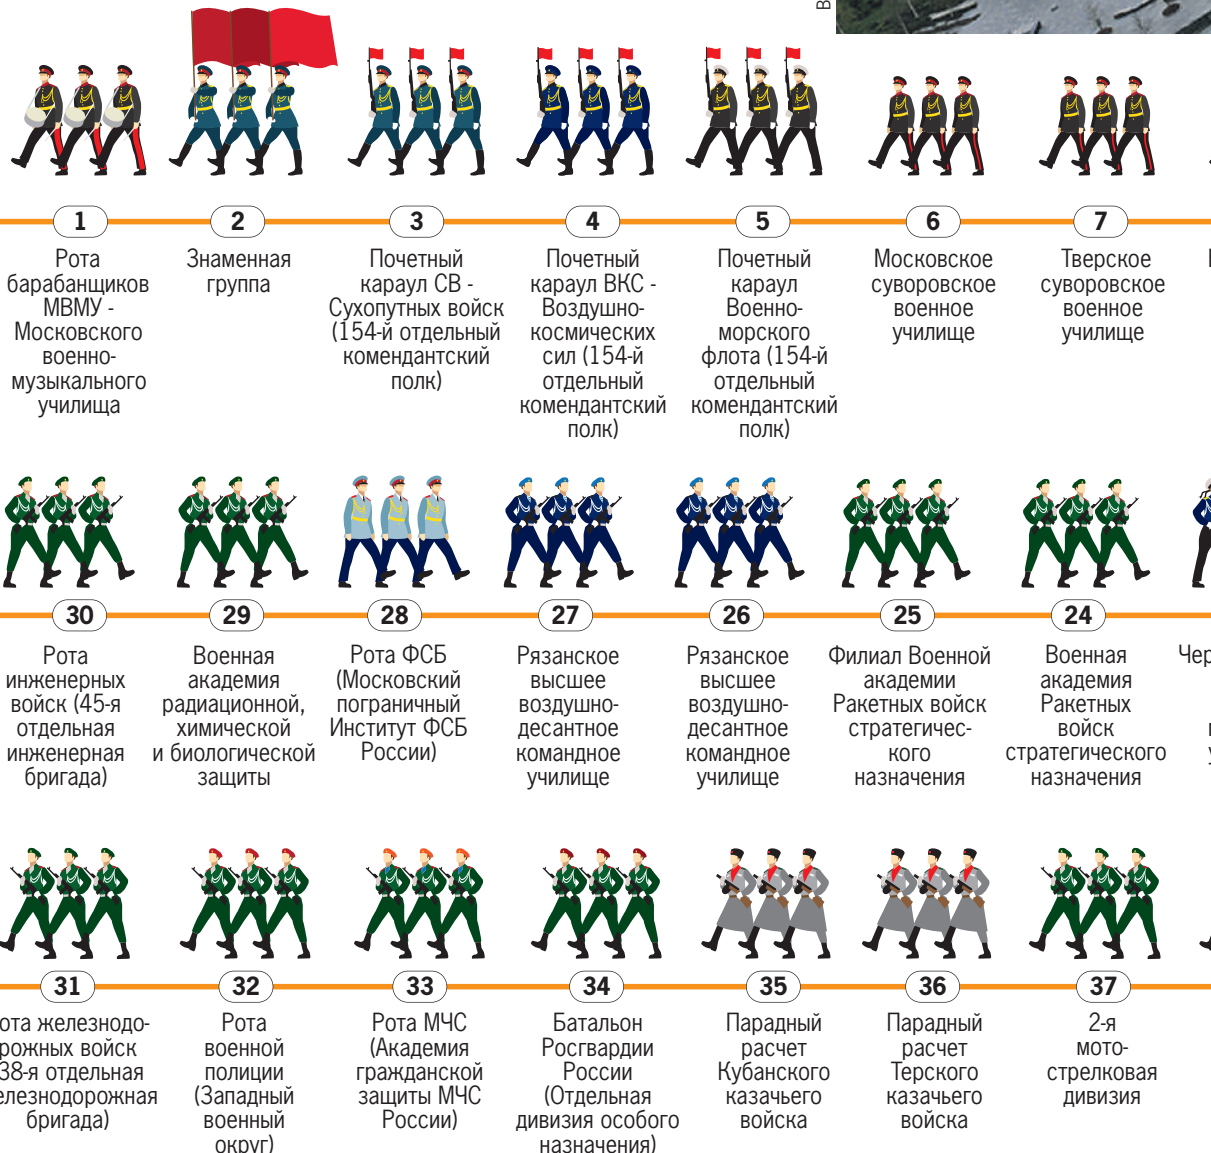 1
Рота
барабанщиков
МВМУ -
Московского
военно-
музыкального
училища
2
Знаменная
группа
3
Почетный
караул СВ -
Сухопутных войск
(154-й отдельный
комендантский
полк)
4
Почетный
караул ВКС -
Воздушно-
космических
сил (154-й
отдельный
комендантский
полк)
5
Почетный
караул
Военно-
морского
флота (154-й
отдельный
комендантский
полк)
6
Московское
суворовское
военное
училище
7
Тверское
суворовское
военное
училище
30
Рота
инженерных
войск (45-я
отдельная
инженерная
бригада)
29
Военная
академия
радиационной,
химической
и биологической
защиты
28
Рота ФСБ
(Московский
пограничный
Институт ФСБ
России)
27
Рязанское
высшее
воздушно-
десантное
командное
училище
26
Рязанское
высшее
воздушно-
десантное
командное
училище
25
Филиал Военной
академии
Ракетных войск
стратегичес-
кого
назначения
24
Военная
академия
Ракетных
войск
стратегического
назначения
Чер
31
ота железнодо-
рожных войск
38-я отдельная
елезнодорожная
бригада)
32
Рота
военной
полиции
(Западный
военный
округ)
33
Рота МЧС
(Академия
гражданской
защиты МЧС
России)
34
Батальон
Росгвардии
России
(Отдельная
дивизия особого
назначения)
35
Парадный
расчет
Кубанского
казачьего
войска
36
Парадный
расчет
Терского
казачьего
войска
37
2-я
мото-
стрелковая
дивизия